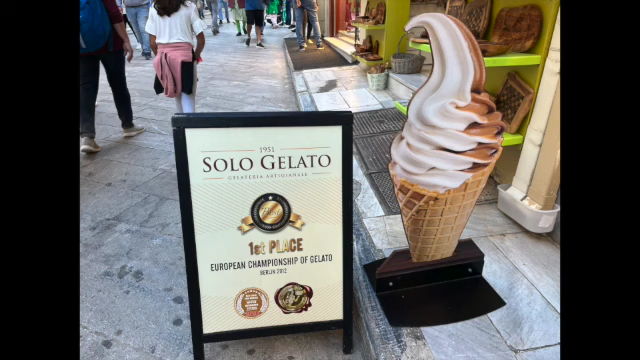 1951
SOLO GELATO
GELATERIA ARTIGIANALE
1st PLACE
EUROPEAN CHAMPIONSHIP OF GELATO
BERLIN 2012